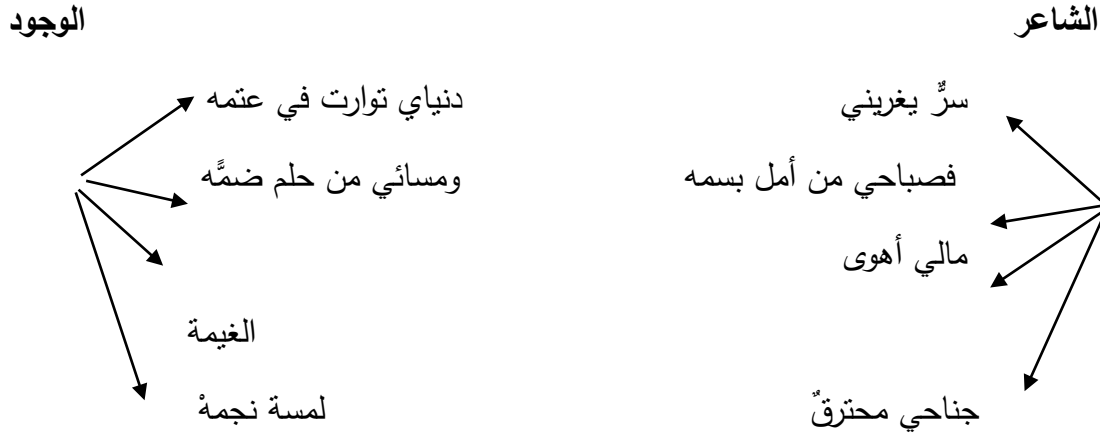 الشاعر الوجود
سرٌّ يغريني دنياي توارت في عتمه
فصباحي من أمل بسمه ومسائي من حلم ضمَّه
مالي أهوى
الغيمة
جناحي محترقٌ لمسة نجمهْ